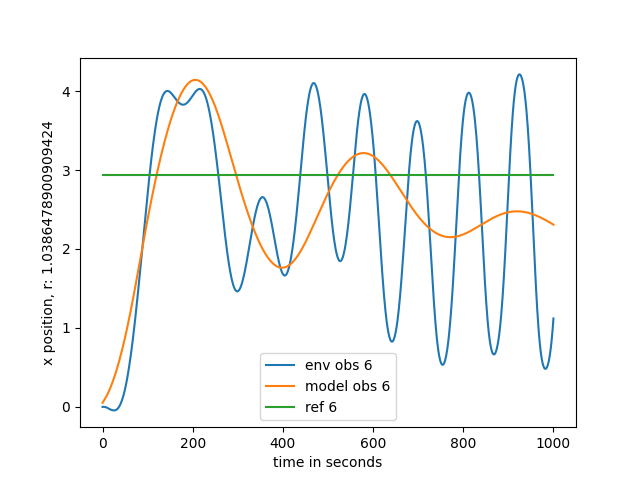 x position, r: 1.0386478900909424
4
3
2
1
0
0
200
400
600
800
1000
time in seconds
env obs 6
model obs 6
ref 6